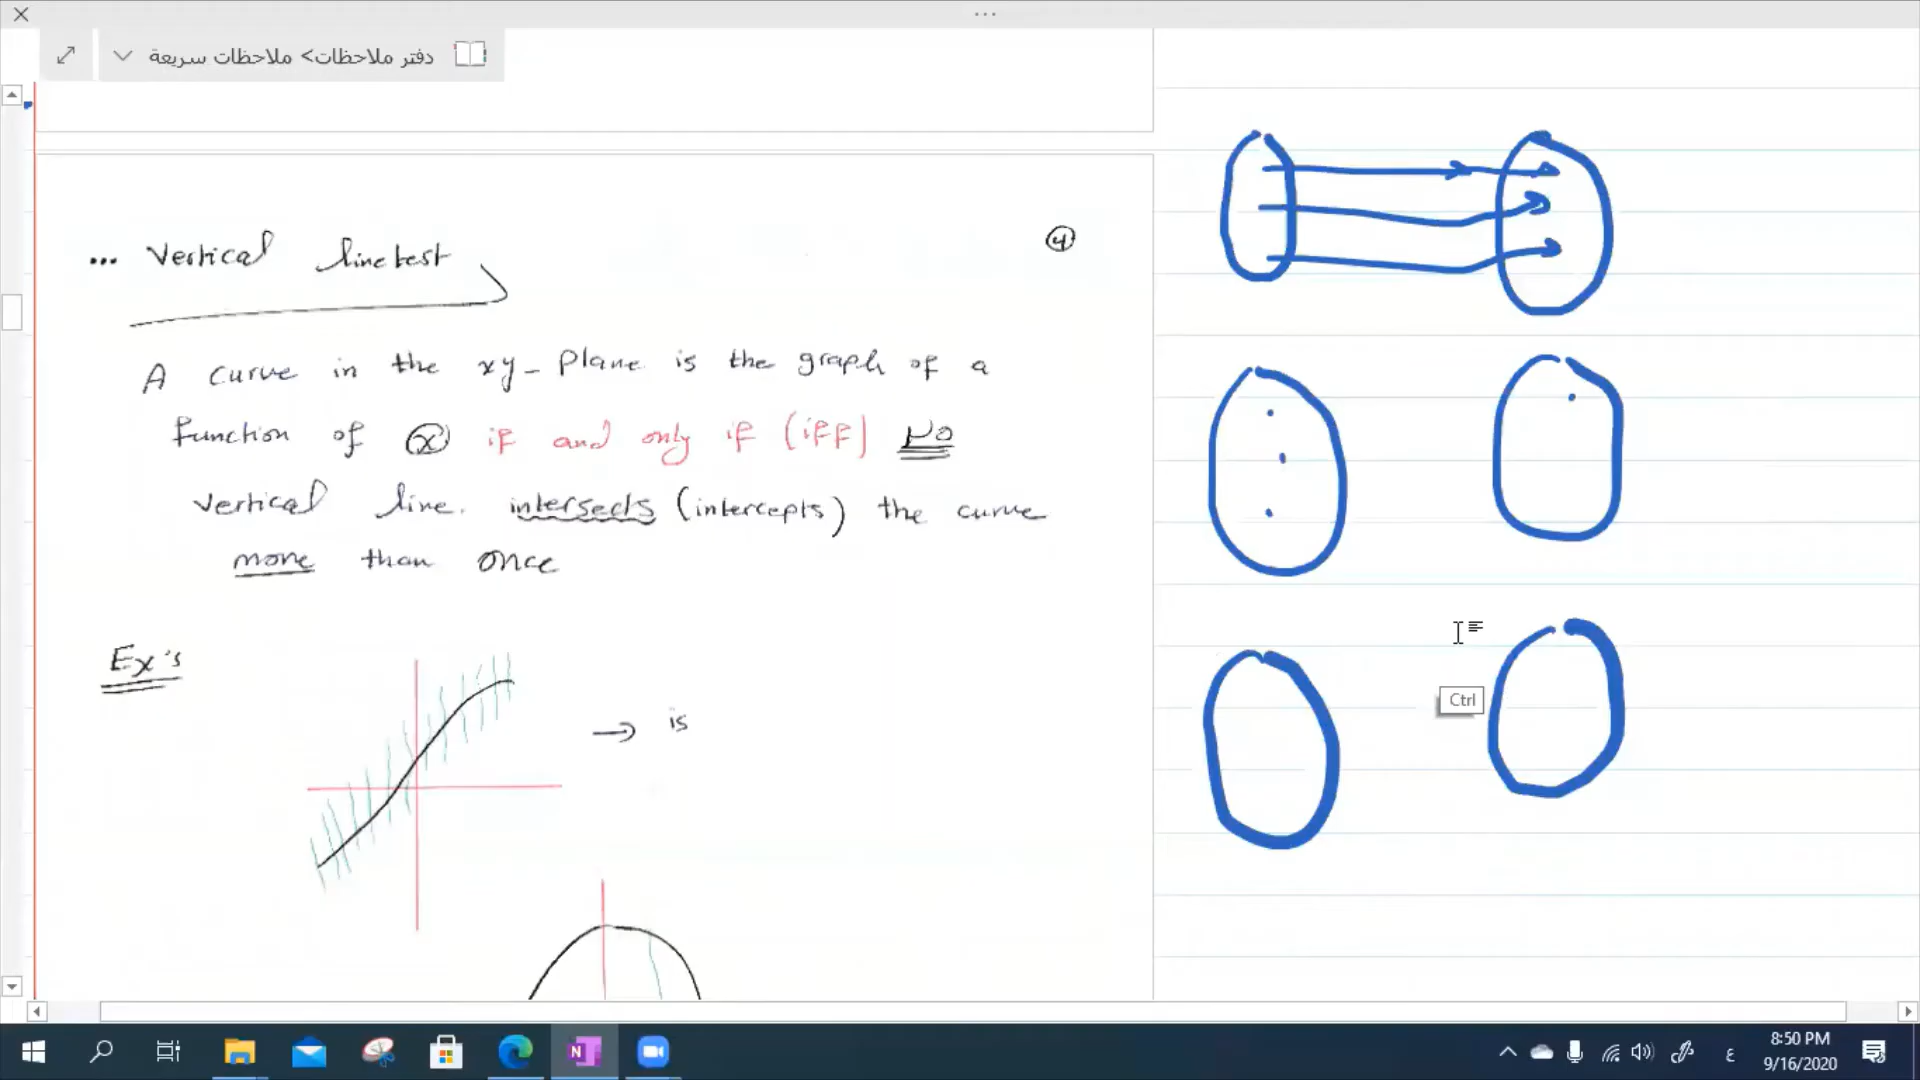 دفتر ملاحظات> ملاحظات سريعة
... Vertical line test
4
A curve in the xy-plane is the graph of a
function of x if and only if (iff) No
Vertical line. intersects (intercepts) the curve
more than once
Ex's
→ is
Ctrl
8:50 PM
9/16/2020
ع